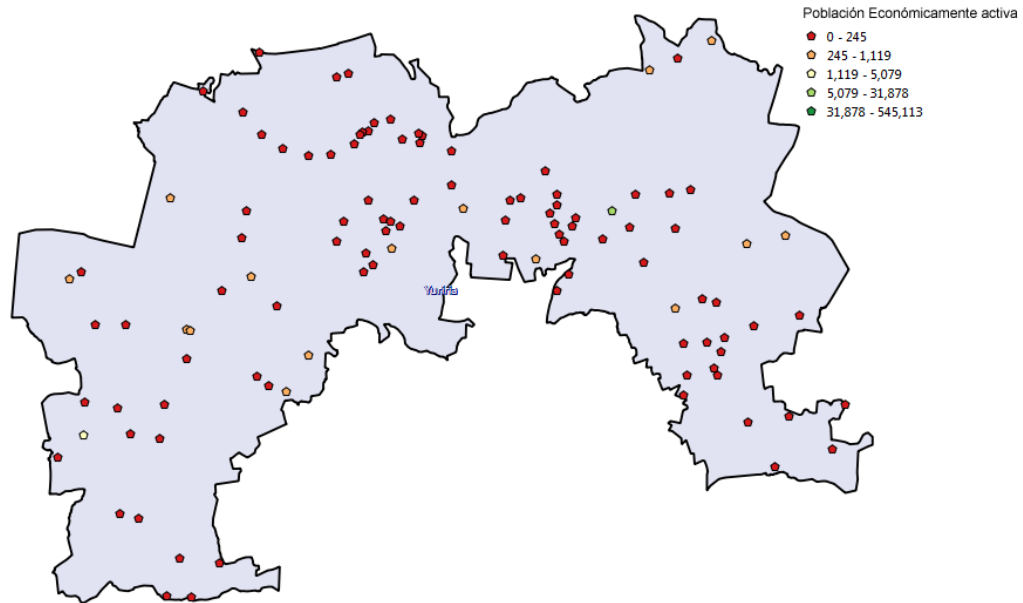 Población Económicamente activa
0 - 245
245 - 1,119
1,119 - 5,079
5,079 - 31,878
31,878 - 545,113
Yuriria